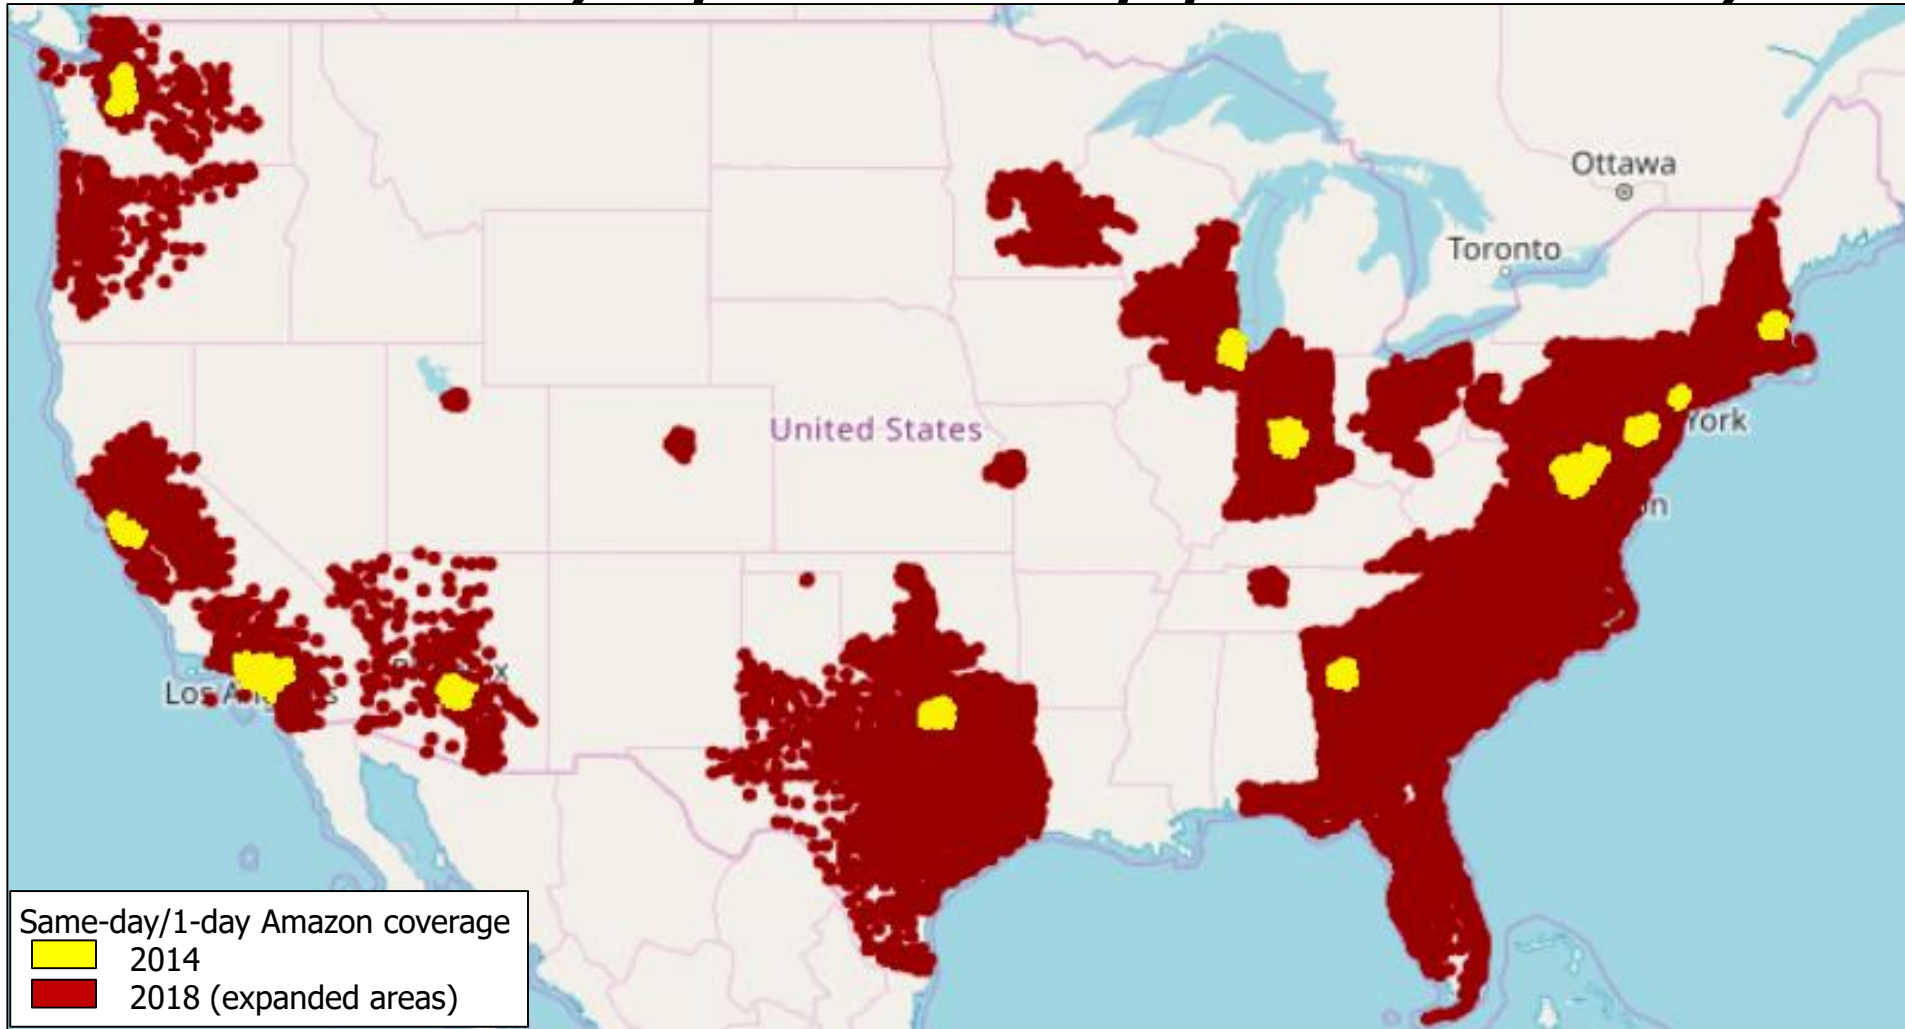 Ottawa
Toronto
United States
York
n
Los A s
x
Same-day/1-day Amazon coverage
2014
2018 (expanded areas)